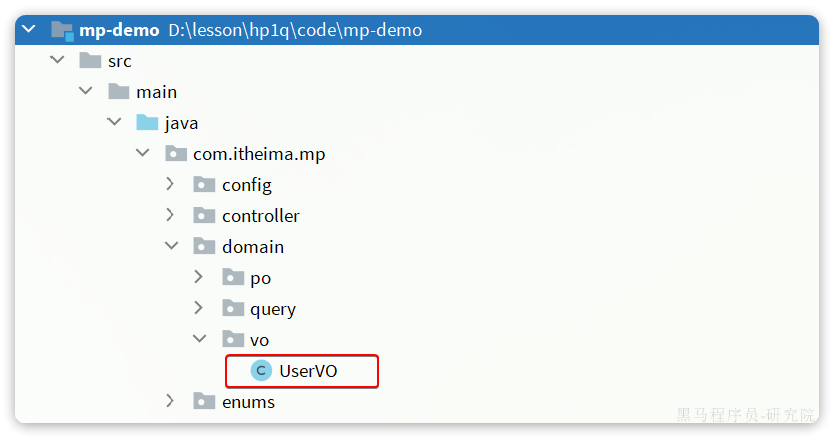 mp-demo D:\lesson\hp1q\code\mp-demo
src
main
java
com.itheima.mp
config
controller
domain
po
query
vo
C UserVO
enums
黑马程序员-研究院